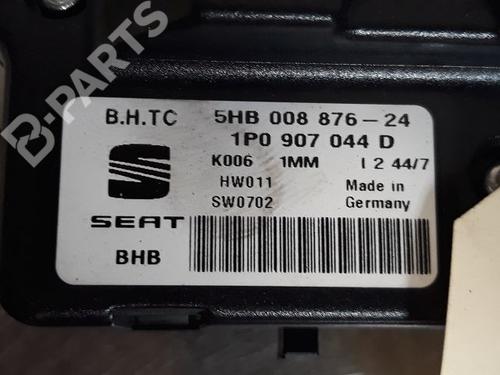 B-PARTS
B.H.TC 5HB 008 876-24
1P0 907 044 D
K006 1MM I 2 44/7
HW011 Made in
SW0702 Germany
SEAT
BHB